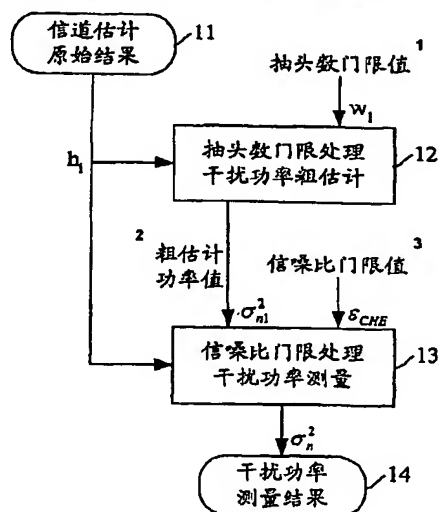 信道估计
原始结果
11
抽头数门限值 1
w₁
hᵢ
抽头数门限处理
干扰功率粗估计
12
2 粗估计
功率值
信噪比门限值 3
σ²ₙ₁
ε_CHE
信噪比门限处理
干扰功率测量
13
σ²ₙ
干扰功率
测量结果
14